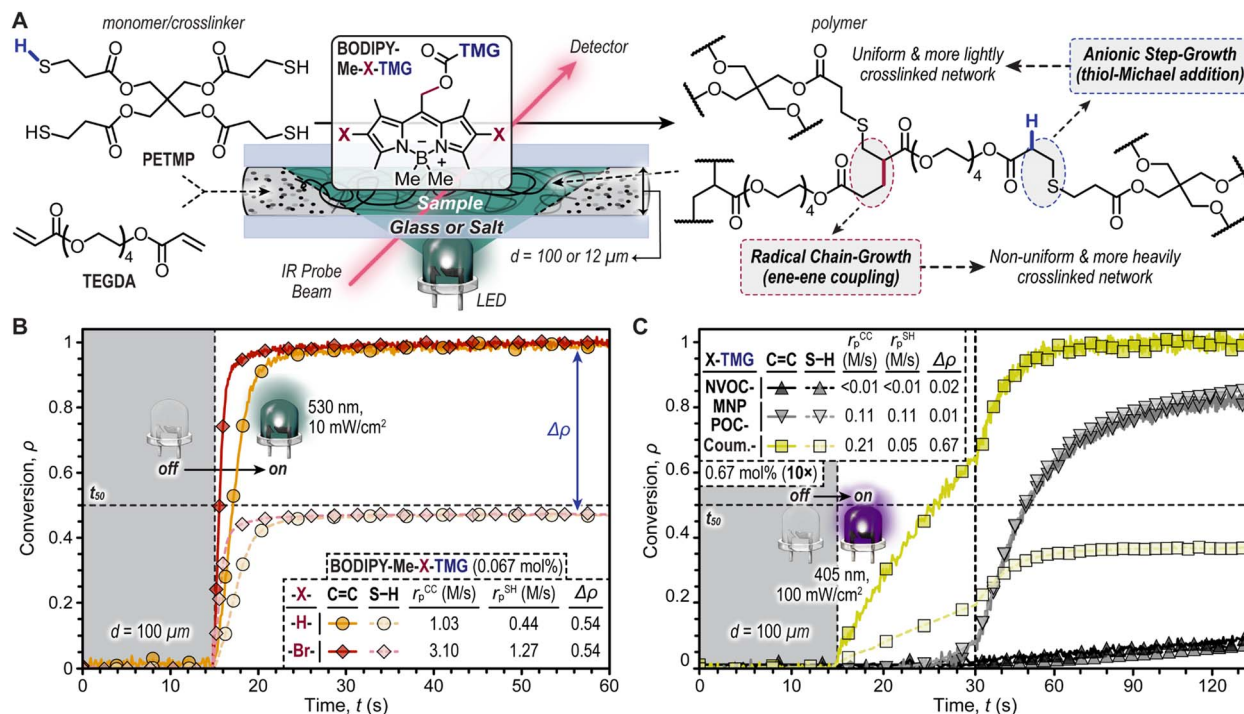 A
monomer/crosslinker
H
S
O
O
O
O
SH
HS
O
O
O
O
SH
PETMP
O
O
O
4
O
TEGDA
BODIPY-
Me-X-TMG
O
TMG
O
X
X
N
N
B
−
+
Me
Me
Detector
Sample
Glass or Salt
d = 100 or 12 µm
IR Probe
Beam
LED
polymer
Uniform & more lightly
crosslinked network
Anionic Step-Growth
(thiol-Michael addition)
H
S
S
4
4
Radical Chain-Growth
(ene-ene coupling)
Non-uniform & more heavily
crosslinked network
B
Conversion, ρ
1
0.8
0.6
0.4
0.2
0
t50
off
on
530 nm,
10 mW/cm²
Δρ
d = 100 µm
BODIPY-Me-X-TMG (0.067 mol%)
-X- C=C S–H rpCC (M/s) rpSH (M/s) Δρ
-H- 1.03 0.44 0.54
-Br- 3.10 1.27 0.54
0 10 20 30 40 50 60
Time, t (s)
C
Conversion, ρ
1
0.8
0.6
0.4
0.2
0
X-TMG C=C S–H rpCC (M/s) rpSH (M/s) Δρ
NVOC- <0.01 <0.01 0.02
MNP
POC- 0.11 0.11 0.01
Coum.- 0.21 0.05 0.67
0.67 mol% (10×)
off
on
t50
405 nm,
100 mW/cm²
d = 100 µm
0 10 20 30 60 90 120
Time, t (s)